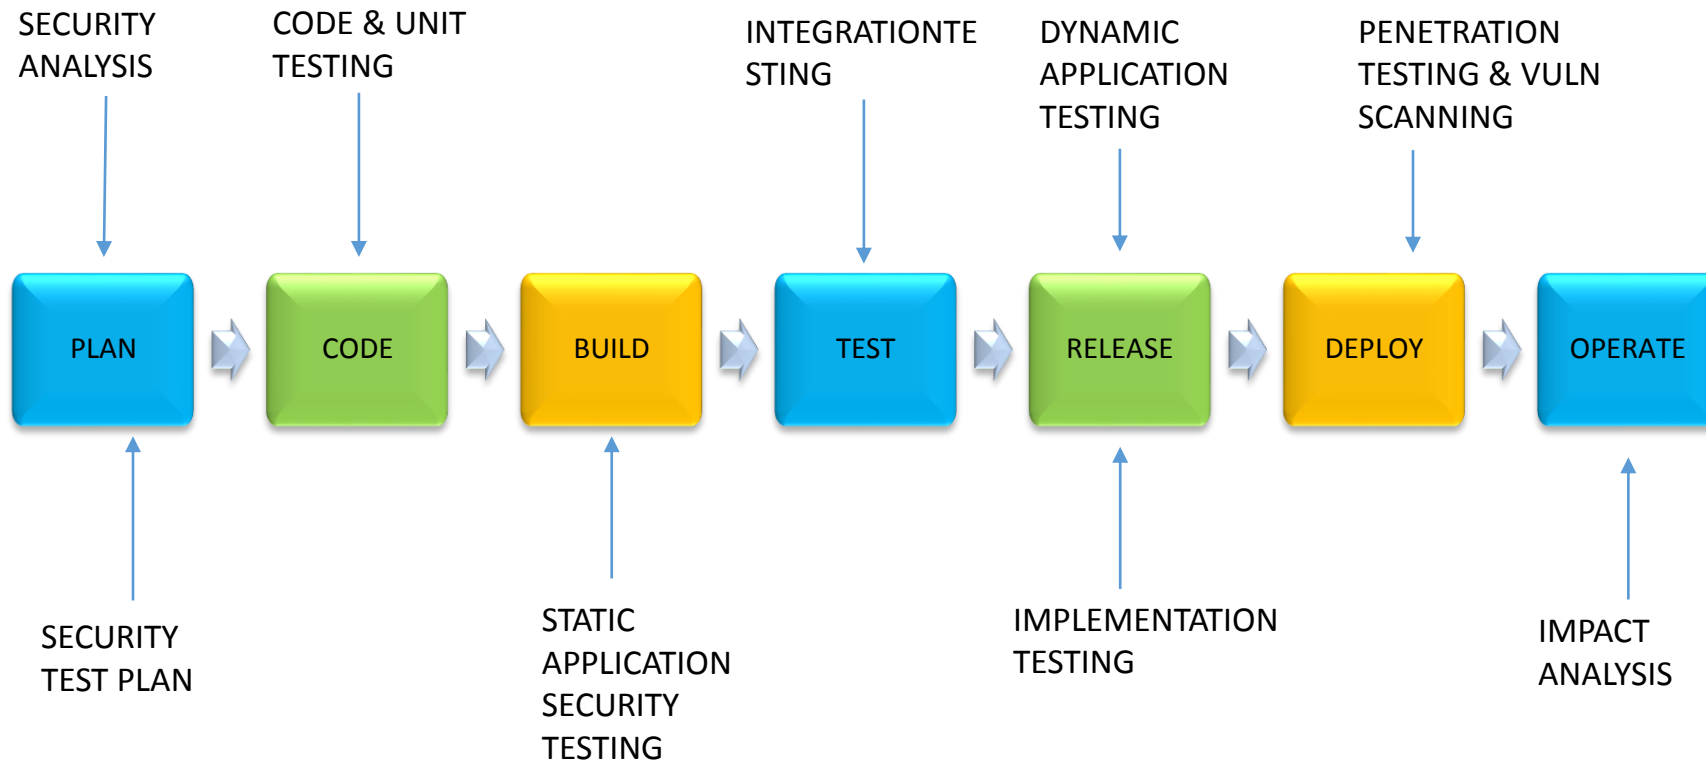 SECURITY
ANALYSIS
CODE & UNIT
TESTING
INTEGRATIONTE
STING
DYNAMIC
APPLICATION
TESTING
PENETRATION
TESTING & VULN
SCANNING
PLAN
CODE
BUILD
TEST
RELEASE
DEPLOY
OPERATE
SECURITY
TEST PLAN
STATIC
APPLICATION
SECURITY
TESTING
IMPLEMENTATION
TESTING
IMPACT
ANALYSIS